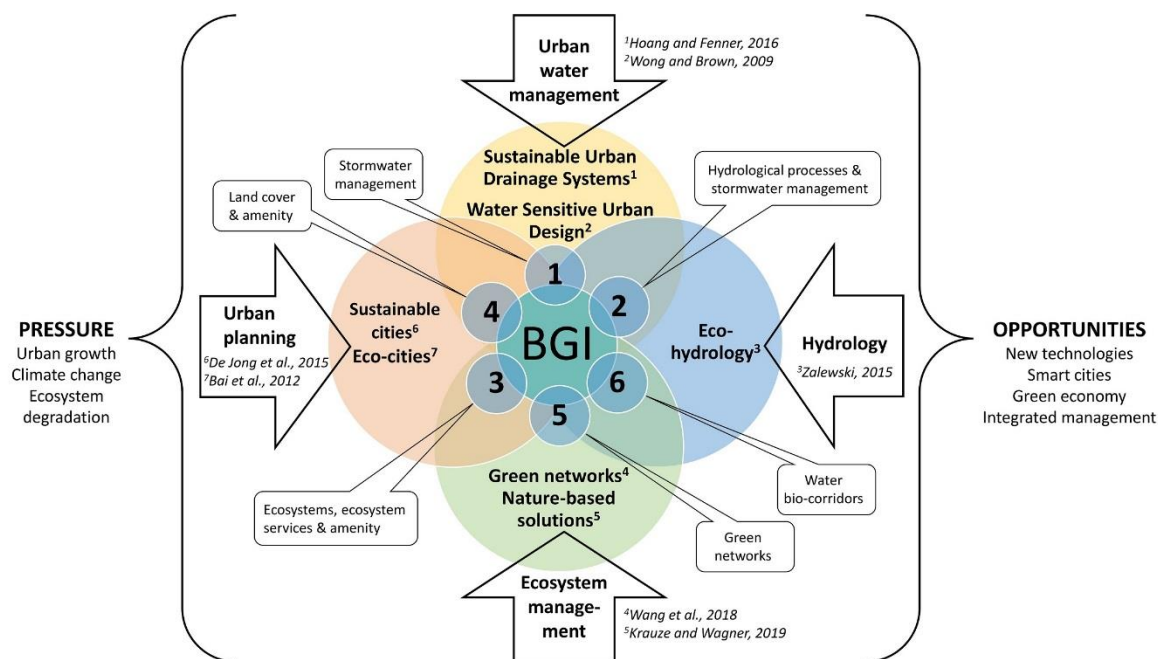 Urban
water
management
¹Hoang and Fenner, 2016
²Wong and Brown, 2009
Sustainable Urban
Drainage Systems¹
Water Sensitive Urban
Design²
Stormwater
management
Land cover
& amenity
Hydrological processes &
stormwater management
PRESSURE
Urban growth
Climate change
Ecosystem
degradation
Urban
planning
⁶De Jong et al., 2015
⁷Bai et al., 2012
Sustainable
cities⁶
Eco-cities⁷
1
2
4
BGI
3
6
5
Eco-
hydrology³
Hydrology
³Zalewski, 2015
OPPORTUNITIES
New technologies
Smart cities
Green economy
Integrated management
Green networks⁴
Nature-based
solutions⁵
Ecosystems, ecosystem
services & amenity
Water
bio-corridors
Green
networks
Ecosystem
manage-
ment
⁴Wang et al., 2018
⁵Krauze and Wagner, 2019